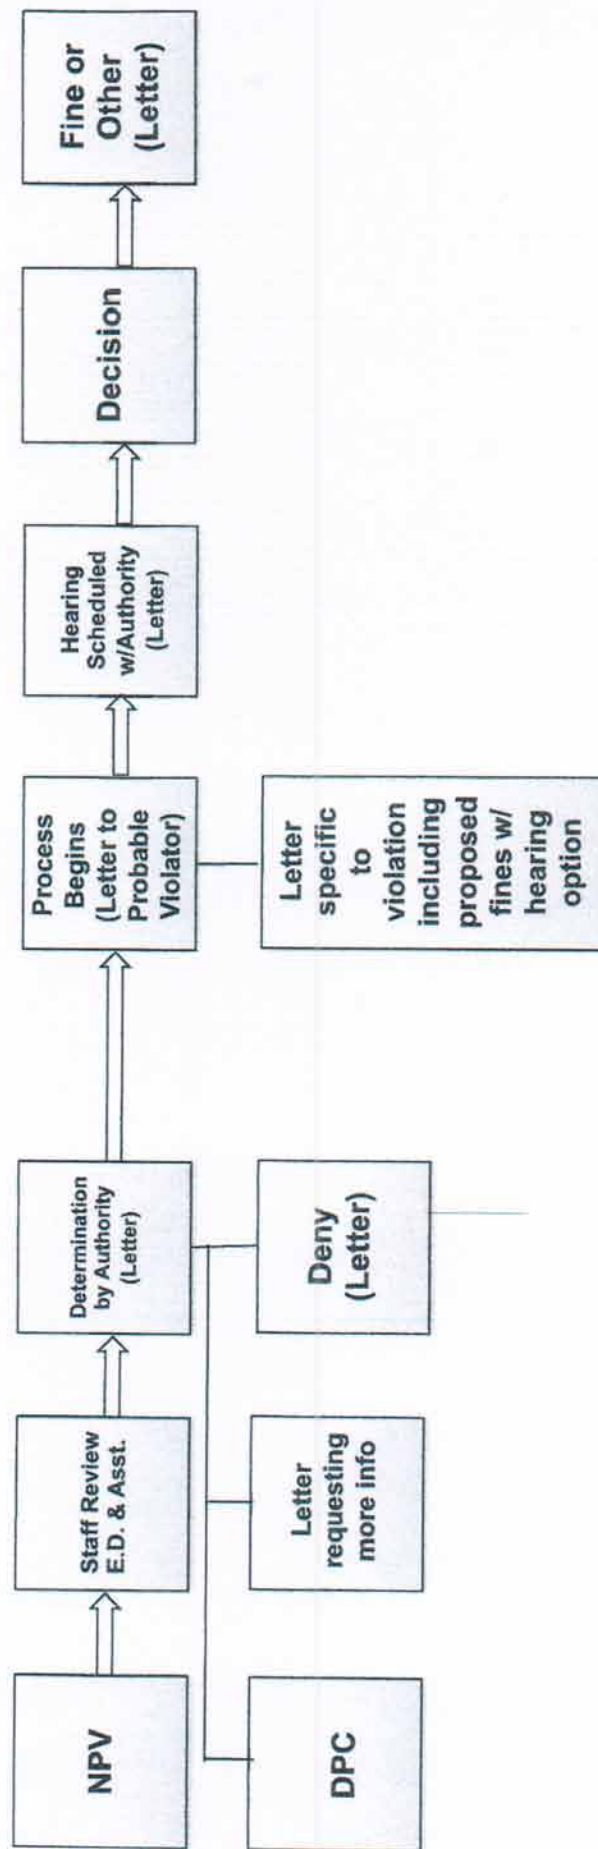 NPV
Staff Review
E.D. & Asst.
Determination
by Authority
(Letter)
Process
Begins
(Letter to
Probable
Violator)
Hearing
Scheduled
w/Authority
(Letter)
Decision
Fine or
Other
(Letter)
DPC
Letter
requesting
more info
Deny
(Letter)
Letter
specific
to
violation
including
proposed
fines w/
hearing
option